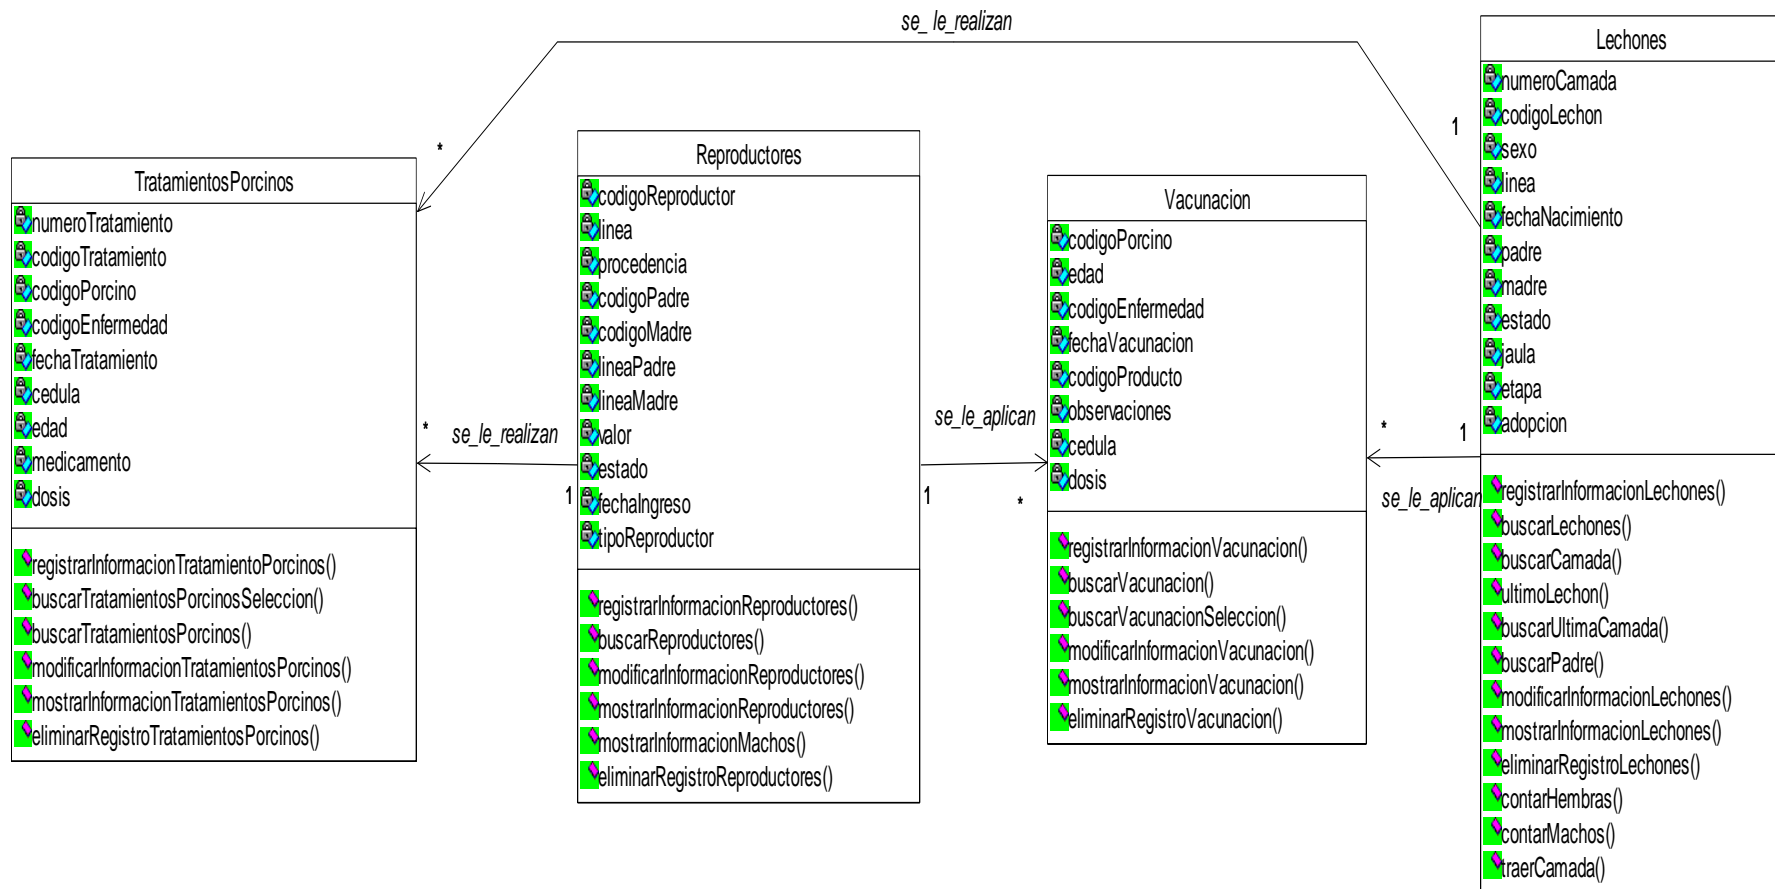 se_ le_realizan
*
1
TratamientosPorcinos
numeroTratamiento
codigoTratamiento
codigoPorcino
codigoEnfermedad
fechaTratamiento
cedula
edad
medicamento
dosis
registrarInformacionTratamientoPorcinos()
buscarTratamientosPorcinosSeleccion()
buscarTratamientosPorcinos()
modificarInformacionTratamientosPorcinos()
mostrarInformacionTratamientosPorcinos()
eliminarRegistroTratamientosPorcinos()
*
se_le_realizan
1
Reproductores
codigoReproductor
linea
procedencia
codigoPadre
codigoMadre
lineaPadre
lineaMadre
valor
estado
fechaIngreso
tipoReproductor
registrarInformacionReproductores()
buscarReproductores()
modificarInformacionReproductores()
mostrarInformacionReproductores()
mostrarInformacionMachos()
eliminarRegistroReproductores()
se_le_aplican
1
*
Vacunacion
codigoPorcino
edad
codigoEnfermedad
fechaVacunacion
codigoProducto
observaciones
cedula
dosis
registrarInformacionVacunacion()
buscarVacunacion()
buscarVacunacionSeleccion()
modificarInformacionVacunacion()
mostrarInformacionVacunacion()
eliminarRegistroVacunacion()
*
1
se_le_aplican
Lechones
numeroCamada
codigoLechon
sexo
linea
fechaNacimiento
padre
madre
estado
jaula
etapa
adopcion
registrarInformacionLechones()
buscarLechones()
buscarCamada()
ultimoLechon()
buscarUltimaCamada()
buscarPadre()
modificarInformacionLechones()
mostrarInformacionLechones()
eliminarRegistroLechones()
contarHembras()
contarMachos()
traerCamada()